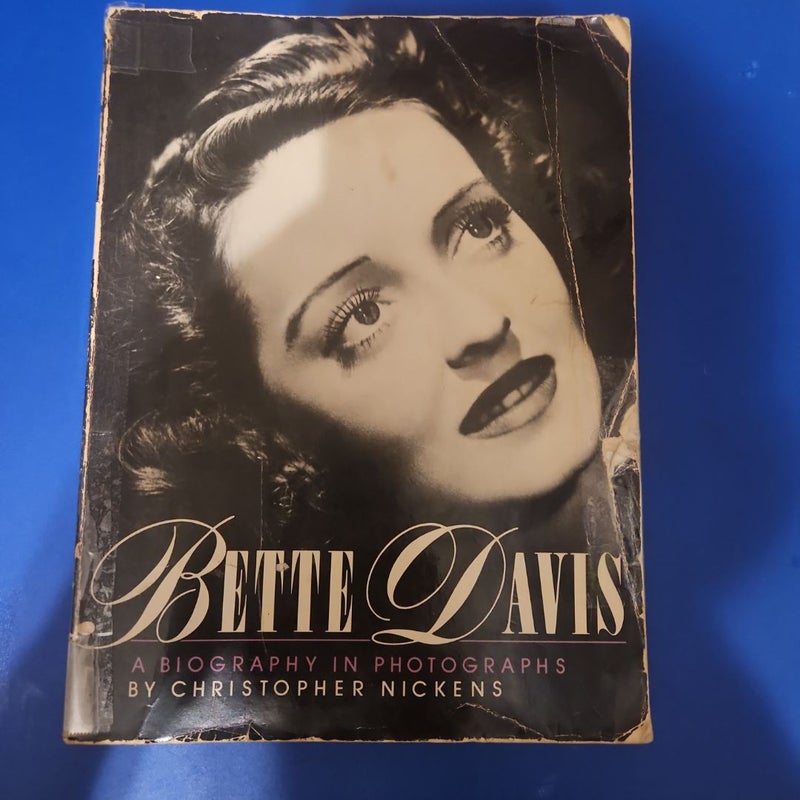 BETTE DAVIS
A BIOGRAPHY IN PHOTOGRAPHS
BY CHRISTOPHER NICKENS